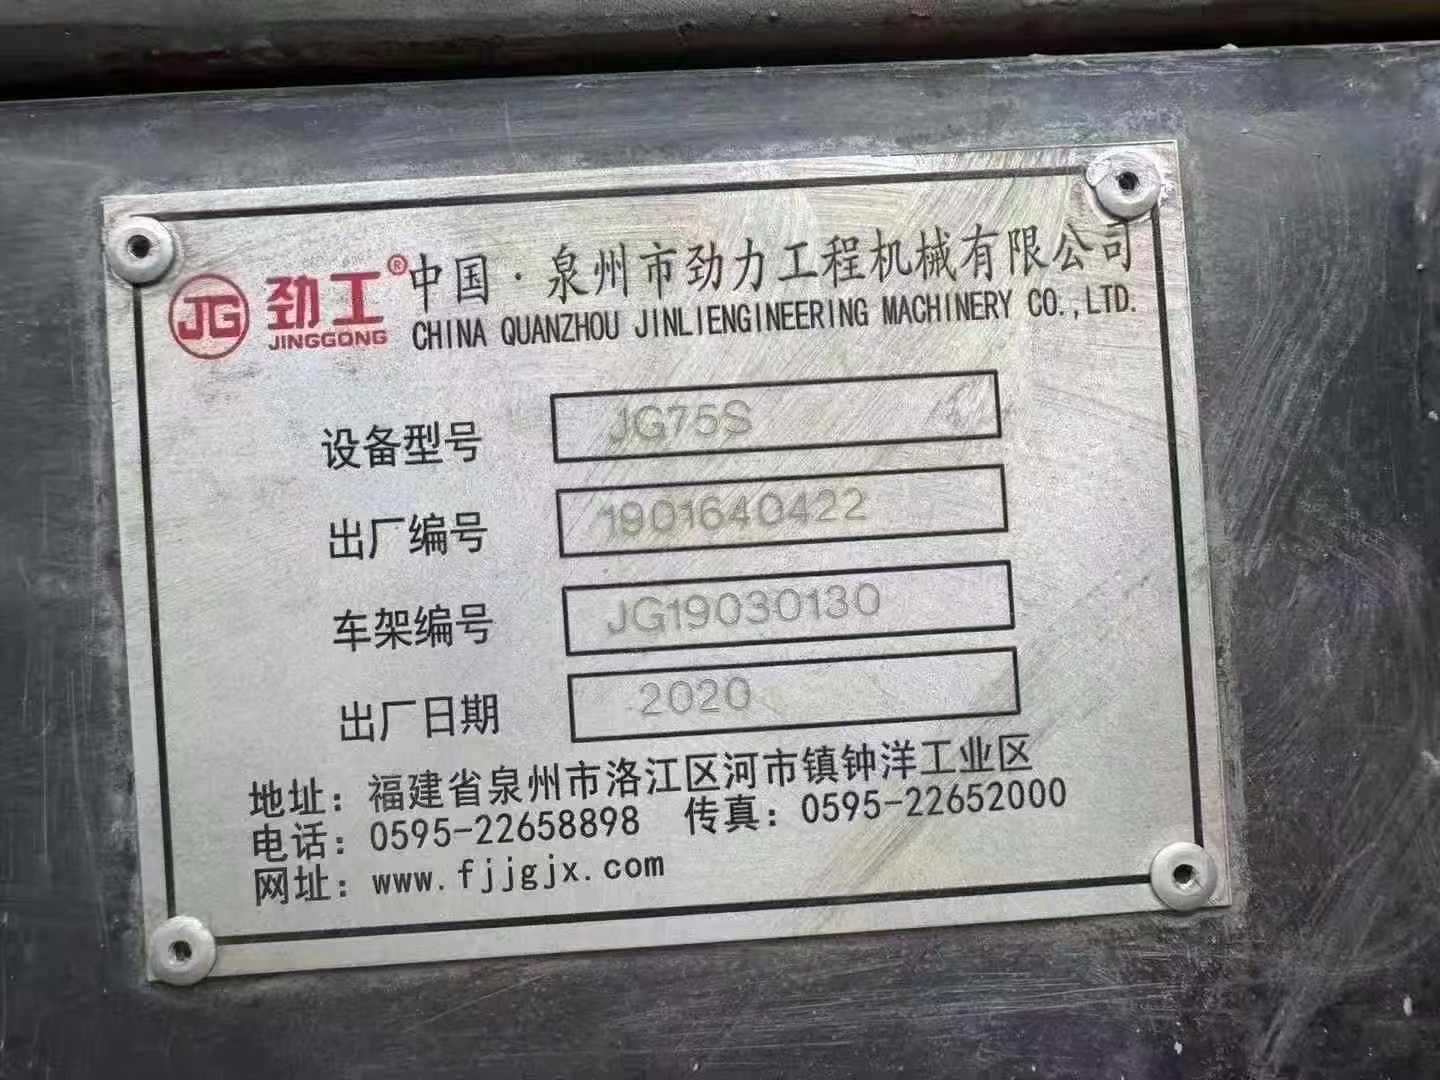 JG 劲工® 中国·泉州市劲力工程机械有限公司
JINGGONG CHINA QUANZHOU JINLIENGINEERING MACHINERY CO.,LTD.
设备型号 JG75S
出厂编号 1901640422
车架编号 JG19030130
出厂日期 2020
地址：福建省泉州市洛江区河市镇钟洋工业区
电话：0595-22658898 传真：0595-22652000
网址：www.fjjgjx.com